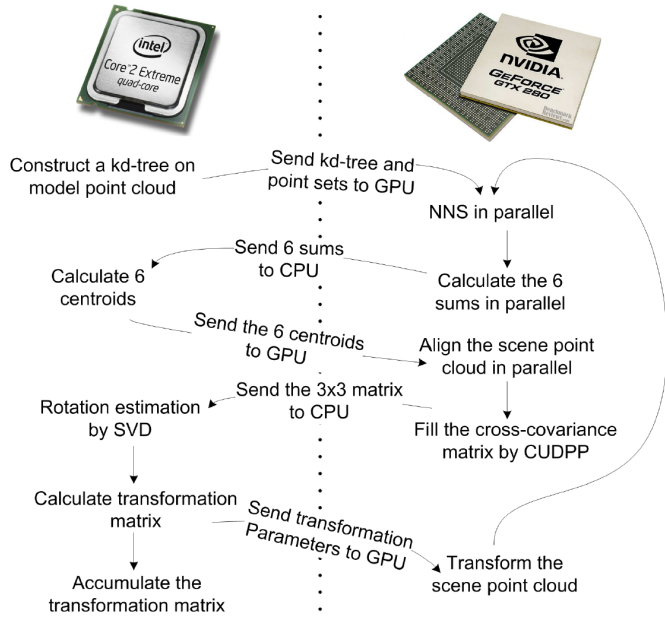 intel
Core™2 Extreme
quad-core
NVIDIA.
GEFORCE
GTX 280
Benchmark
Reviews.com
Construct a kd-tree on
model point cloud
Send kd-tree and
point sets to GPU
NNS in parallel
Send 6 sums
to CPU
Calculate 6
centroids
Calculate the 6
sums in parallel
Send the 6 centroids
to GPU
Align the scene point
cloud in parallel
Send the 3x3 matrix
to CPU
Rotation estimation
by SVD
Fill the cross-covariance
matrix by CUDPP
Calculate transformation
matrix
Send transformation
Parameters to GPU
Transform the
scene point cloud
Accumulate the
transformation matrix